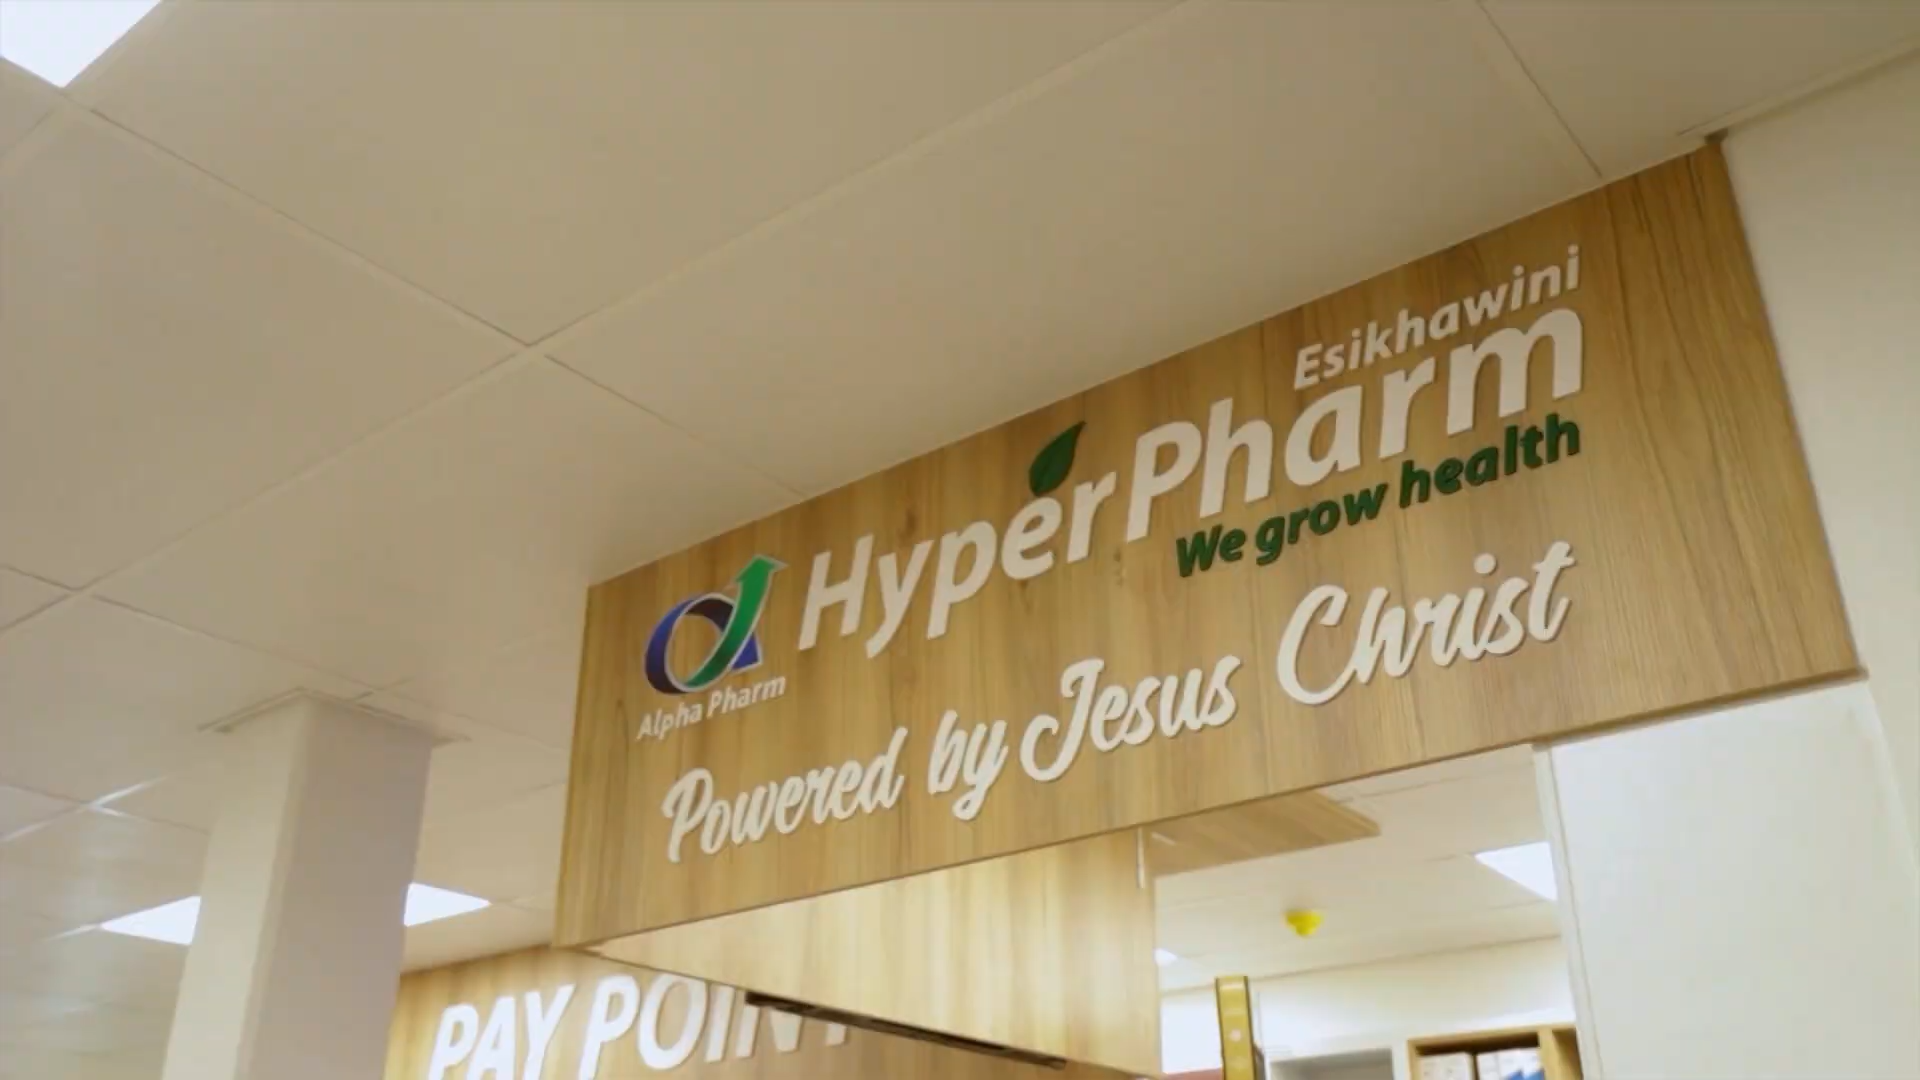 Esikhawini
HyperPharm
We grow health
Alpha Pharm
Powered by Jesus Christ
PAY POINT